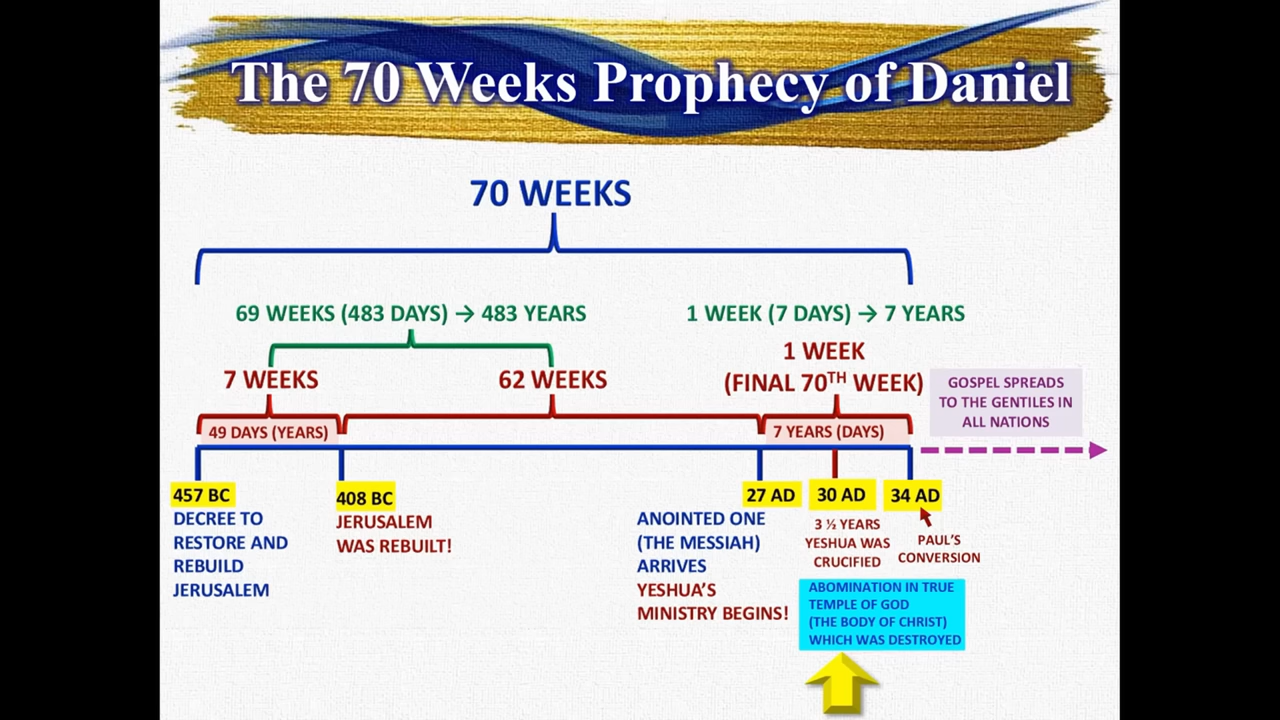 The 70 Weeks Prophecy of Daniel
70 WEEKS
69 WEEKS (483 DAYS) → 483 YEARS
1 WEEK (7 DAYS) → 7 YEARS
7 WEEKS
62 WEEKS
1 WEEK
(FINAL 70TH WEEK)
GOSPEL SPREADS
TO THE GENTILES IN
ALL NATIONS
49 DAYS (YEARS)
7 YEARS (DAYS)
457 BC
DECREE TO
RESTORE AND
REBUILD
JERUSALEM
408 BC
JERUSALEM
WAS REBUILT!
27 AD
ANOINTED ONE
(THE MESSIAH)
ARRIVES
YESHUA'S
MINISTRY BEGINS!
30 AD
3 ½ YEARS
YESHUA WAS
CRUCIFIED
34 AD
PAUL'S
CONVERSION
ABOMINATION IN TRUE
TEMPLE OF GOD
(THE BODY OF CHRIST)
WHICH WAS DESTROYED